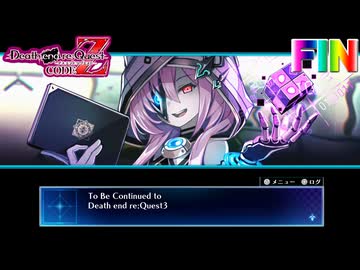 Death end re;Quest
CODE Z
FIN
メニュー ログ
To Be Continued to
Death end re;Quest3